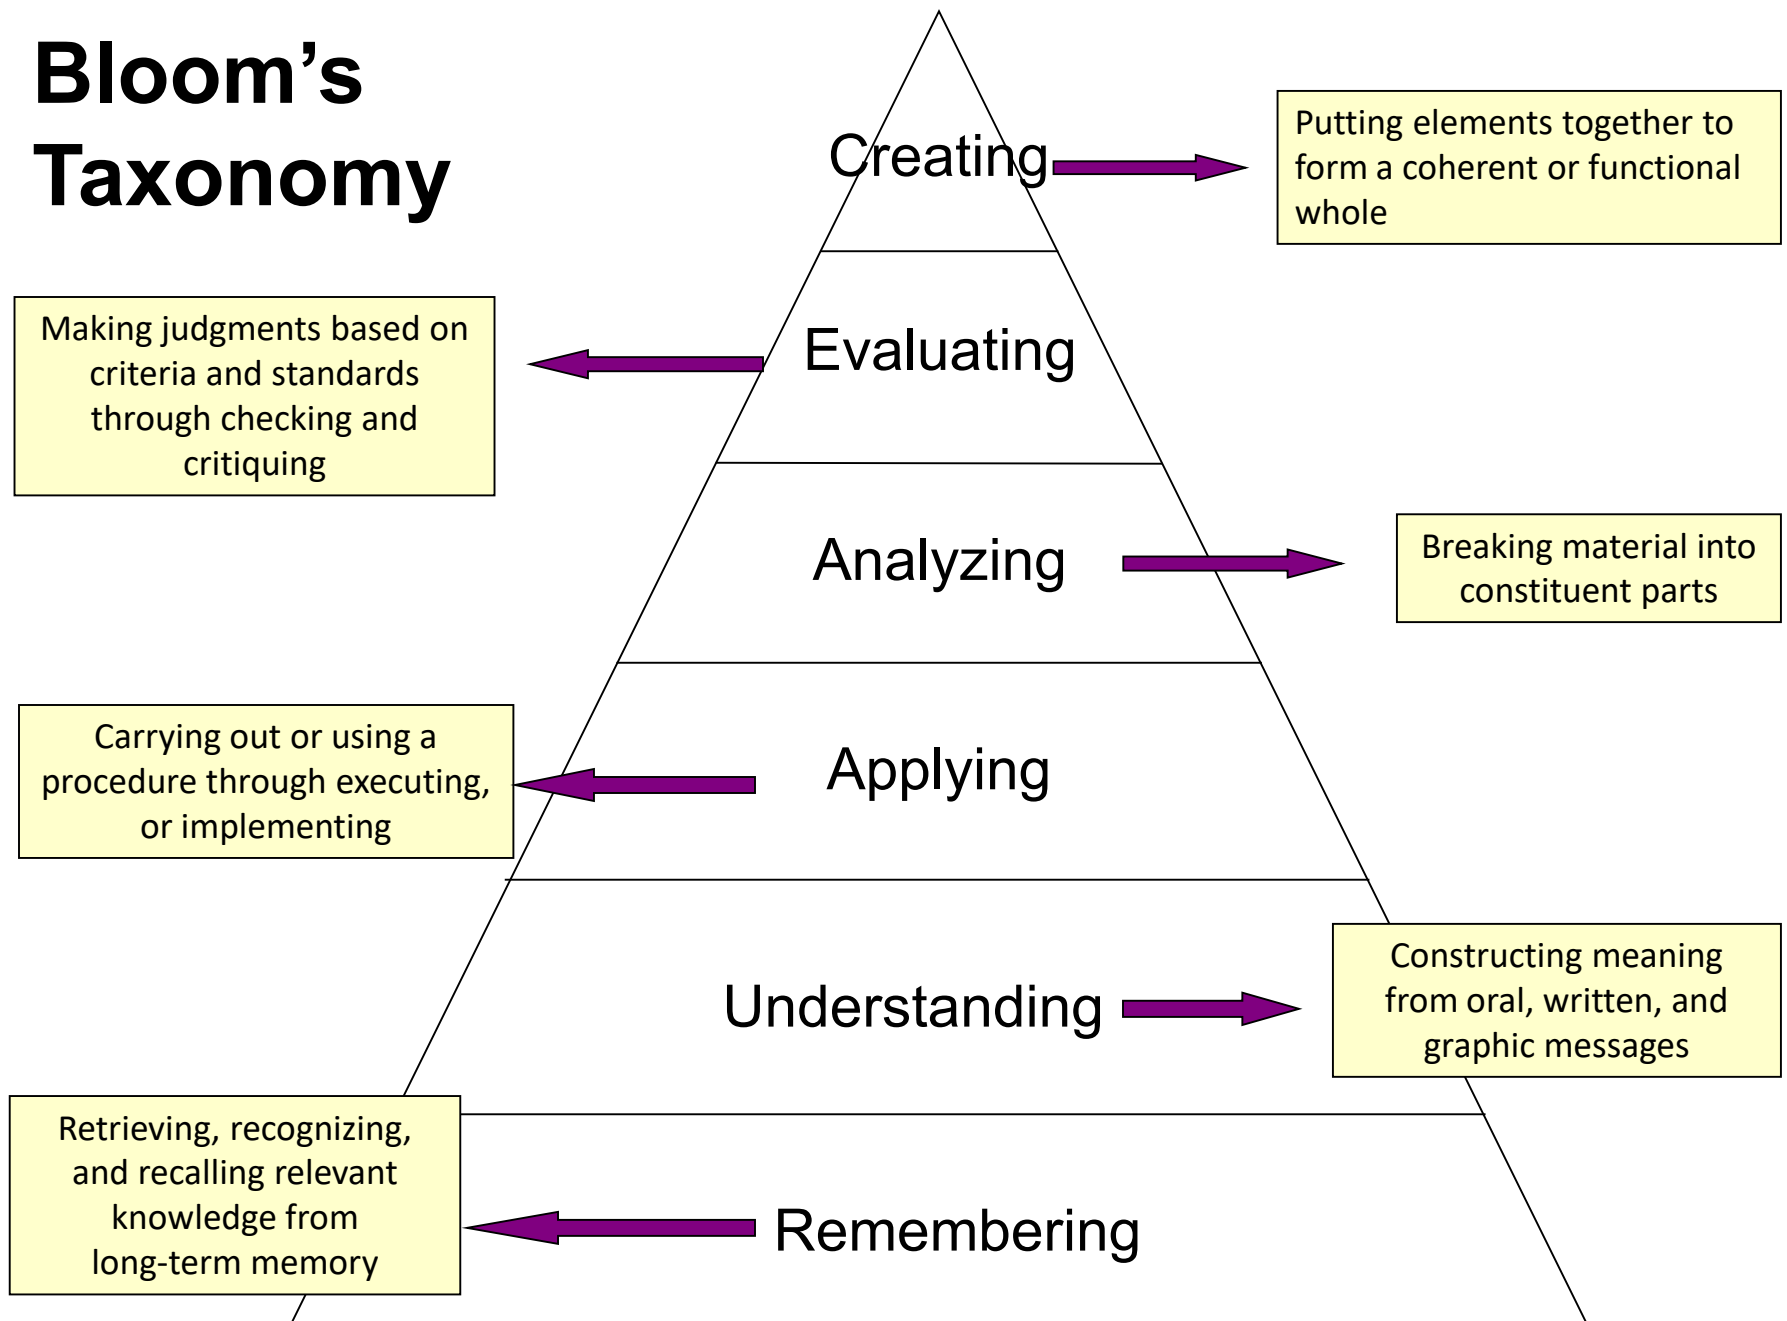 Bloom’s
Taxonomy
Creating
Putting elements together to
form a coherent or functional
whole
Evaluating
Making judgments based on
criteria and standards
through checking and
critiquing
Analyzing
Breaking material into
constituent parts
Applying
Carrying out or using a
procedure through executing,
or implementing
Understanding
Constructing meaning
from oral, written, and
graphic messages
Remembering
Retrieving, recognizing,
and recalling relevant
knowledge from
long-term memory